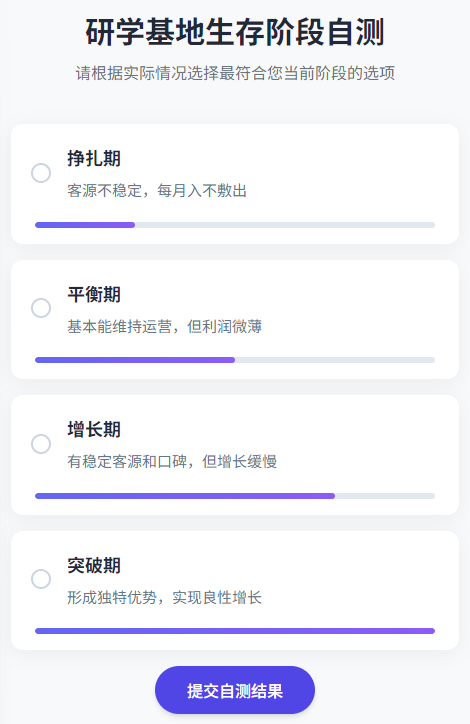 研学基地生存阶段自测
请根据实际情况选择最符合您当前阶段的选项
挣扎期
客源不稳定，每月入不敷出
平衡期
基本能维持运营，但利润微薄
增长期
有稳定客源和口碑，但增长缓慢
突破期
形成独特优势，实现良性增长
提交自测结果